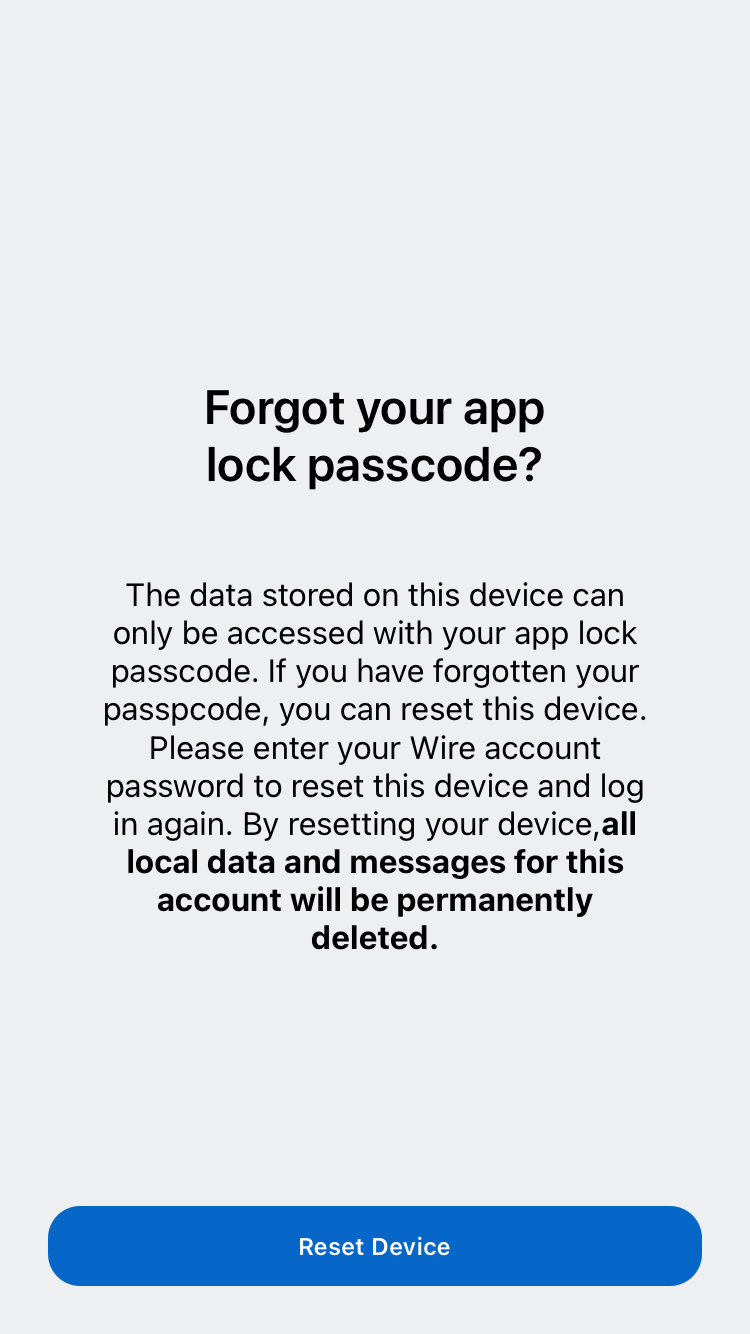 Forgot your app
lock passcode?
The data stored on this device can
only be accessed with your app lock
passcode. If you have forgotten your
passpcode, you can reset this device.
Please enter your Wire account
password to reset this device and log
in again. By resetting your device,all
local data and messages for this
account will be permanently
deleted.
Reset Device